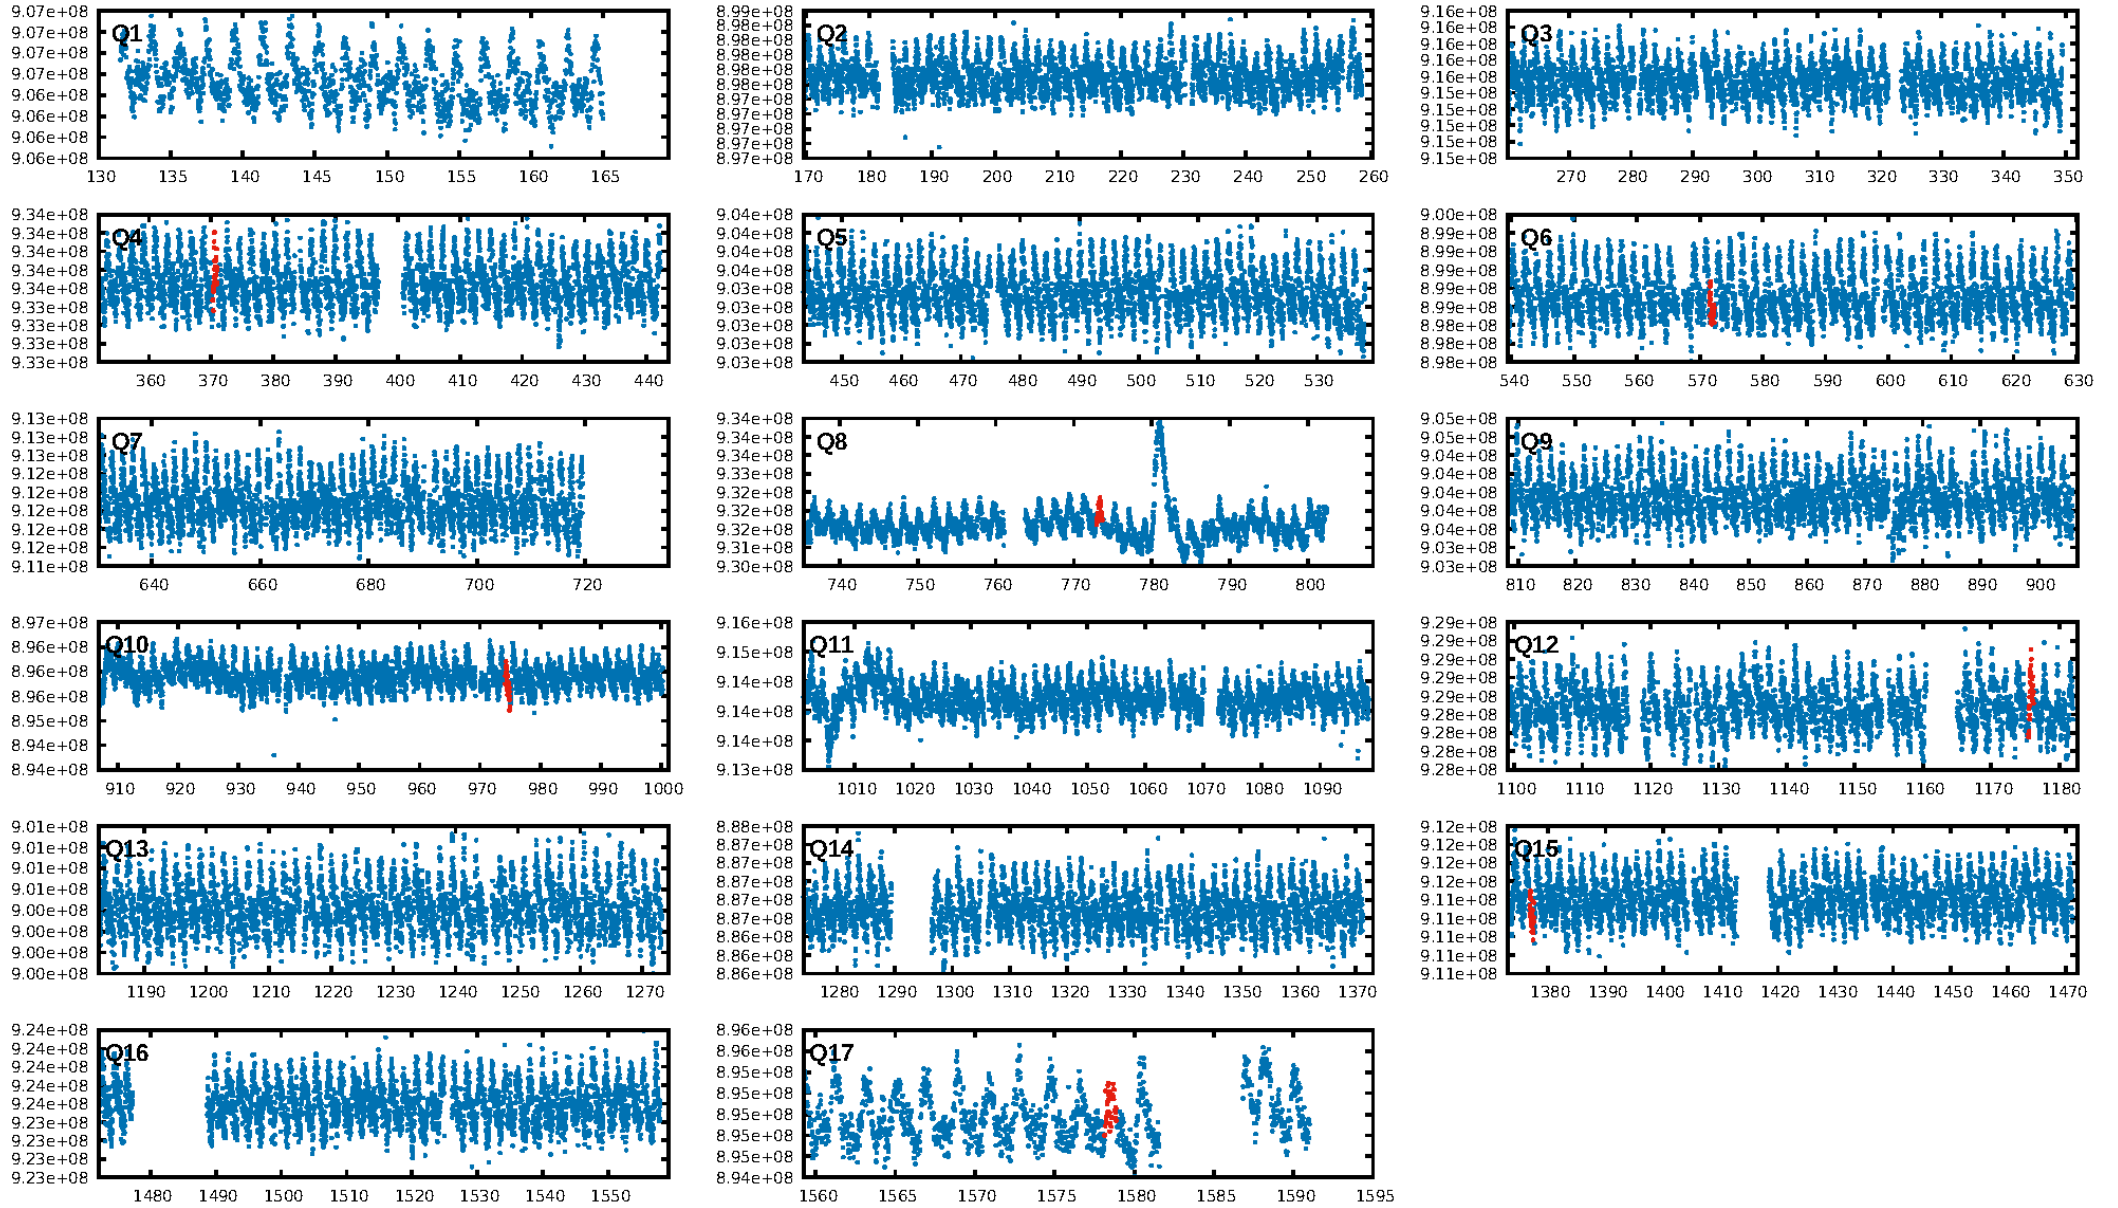 9.07e+08 9.07e+08 9.07e+08 9.07e+08 9.06e+08 9.06e+08 9.06e+08 9.06e+08
Q1
130 135 140 145 150 155 160 165
8.99e+08 8.98e+08 8.98e+08 8.98e+08 8.98e+08 8.98e+08 8.97e+08 8.97e+08 8.97e+08 8.97e+08 8.97e+08
Q2
170 180 190 200 210 220 230 240 250 260
9.16e+08 9.16e+08 9.16e+08 9.16e+08 9.16e+08 9.15e+08 9.15e+08 9.15e+08 9.15e+08 9.15e+08
Q3
270 280 290 300 310 320 330 340 350
9.34e+08 9.34e+08 9.34e+08 9.34e+08 9.34e+08 9.33e+08 9.33e+08 9.33e+08 9.33e+08
Q4
360 370 380 390 400 410 420 430 440
9.04e+08 9.04e+08 9.04e+08 9.04e+08 9.03e+08 9.03e+08 9.03e+08 9.03e+08
Q5
450 460 470 480 490 500 510 520 530
9.00e+08 8.99e+08 8.99e+08 8.99e+08 8.99e+08 8.99e+08 8.98e+08 8.98e+08 8.98e+08
Q6
540 550 560 570 580 590 600 610 620 630
9.13e+08 9.13e+08 9.13e+08 9.12e+08 9.12e+08 9.12e+08 9.12e+08 9.12e+08 9.11e+08
Q7
640 660 680 700 720
9.34e+08 9.34e+08 9.34e+08 9.33e+08 9.32e+08 9.32e+08 9.31e+08 9.31e+08 9.30e+08
Q8
740 750 760 770 780 790 800
9.05e+08 9.05e+08 9.04e+08 9.04e+08 9.04e+08 9.04e+08 9.04e+08 9.03e+08 9.03e+08
Q9
810 820 830 840 850 860 870 880 890 900
8.97e+08 8.96e+08 8.96e+08 8.96e+08 8.95e+08 8.94e+08 8.94e+08
Q10
910 920 930 940 950 960 970 980 990 1000
9.16e+08 9.15e+08 9.14e+08 9.14e+08 9.14e+08 9.13e+08
Q11
1010 1020 1030 1040 1050 1060 1070 1080 1090
9.29e+08 9.29e+08 9.29e+08 9.29e+08 9.29e+08 9.28e+08 9.28e+08 9.28e+08 9.28e+08
Q12
1100 1110 1120 1130 1140 1150 1160 1170 1180
9.01e+08 9.01e+08 9.01e+08 9.01e+08 9.00e+08 9.00e+08 9.00e+08 9.00e+08
Q13
1190 1200 1210 1220 1230 1240 1250 1260 1270
8.88e+08 8.87e+08 8.87e+08 8.87e+08 8.87e+08 8.87e+08 8.86e+08 8.86e+08 8.86e+08
Q14
1280 1290 1300 1310 1320 1330 1340 1350 1360 1370
9.12e+08 9.12e+08 9.12e+08 9.12e+08 9.12e+08 9.11e+08 9.11e+08 9.11e+08 9.11e+08
Q15
1380 1390 1400 1410 1420 1430 1440 1450 1460 1470
9.24e+08 9.24e+08 9.24e+08 9.24e+08 9.24e+08 9.23e+08 9.23e+08 9.23e+08 9.23e+08
Q16
1480 1490 1500 1510 1520 1530 1540 1550
8.96e+08 8.96e+08 8.95e+08 8.95e+08 8.95e+08 8.95e+08 8.95e+08 8.94e+08
Q17
1560 1565 1570 1575 1580 1585 1590 1595